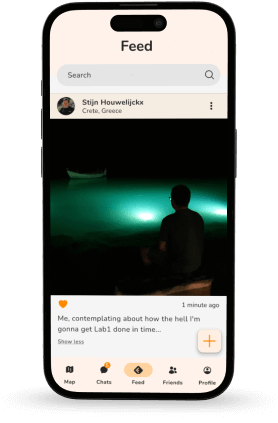 Feed
Search
Stijn Houwelijckx
Crete, Greece
1 minute ago
Me, contemplating about how the hell I'm
gonna get Lab1 done in time...
Show less
Map
Chats
Feed
Friends
Profile